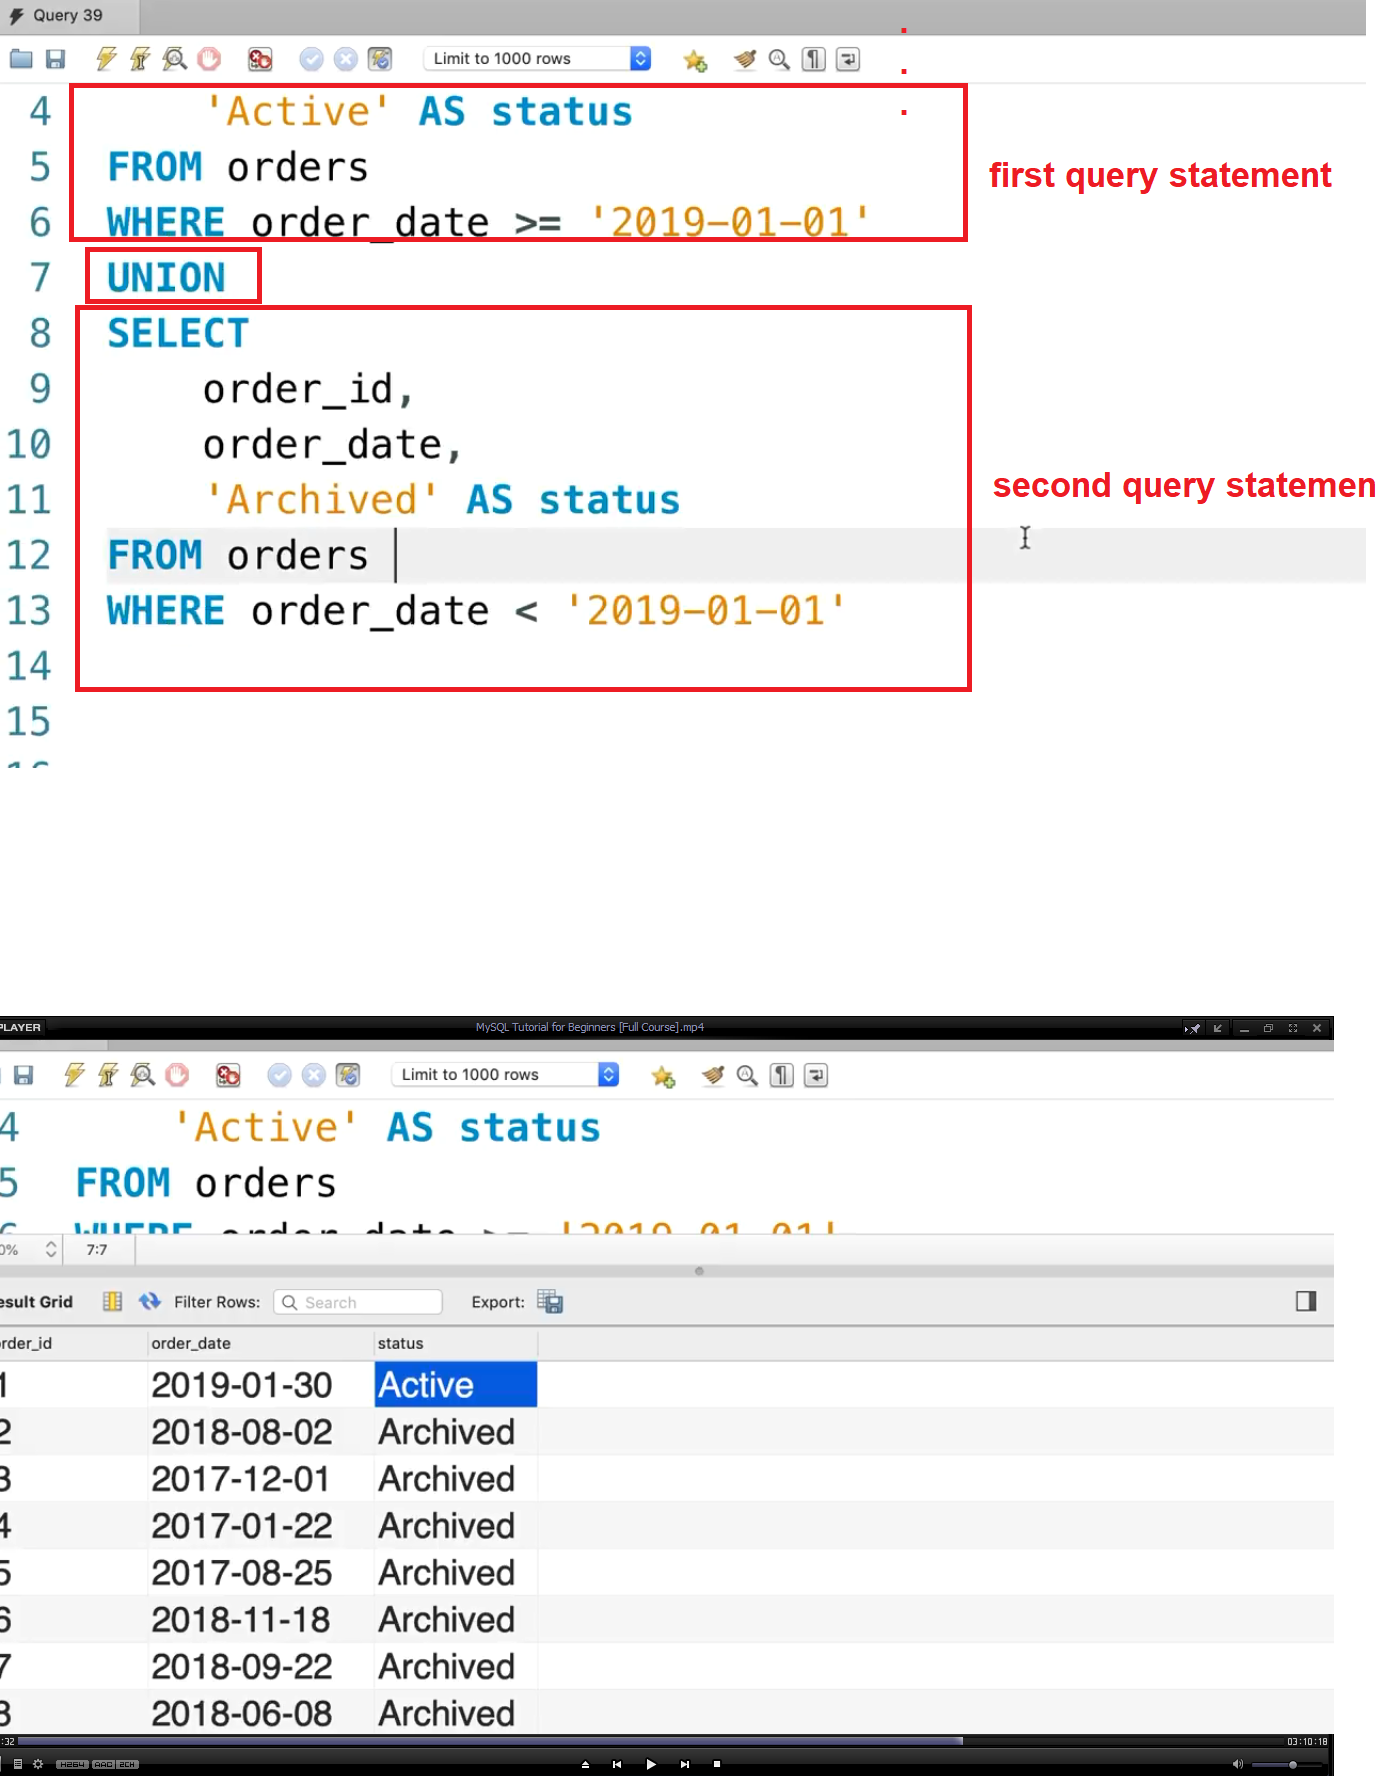 Query 39
Limit to 1000 rows
4 'Active' AS status
5 FROM orders
first query statement
6 WHERE order_date >= '2019-01-01'
7 UNION
8 SELECT
9 order_id,
10 order_date,
11 'Archived' AS status
second query statemen
12 FROM orders
13 WHERE order_date < '2019-01-01'
14
15
PLAYER
MySQL Tutorial for Beginners [Full Course].mp4
Limit to 1000 rows
4 'Active' AS status
5 FROM orders
6 WHERE order_date >= '2019-01-01'
0% 7:7
esult Grid Filter Rows: Search Export:
rder_id order_date status
1 2019-01-30 Active
2 2018-08-02 Archived
3 2017-12-01 Archived
4 2017-01-22 Archived
5 2017-08-25 Archived
6 2018-11-18 Archived
7 2018-09-22 Archived
8 2018-06-08 Archived
:32 03:10:18
H264 AAC 2CH